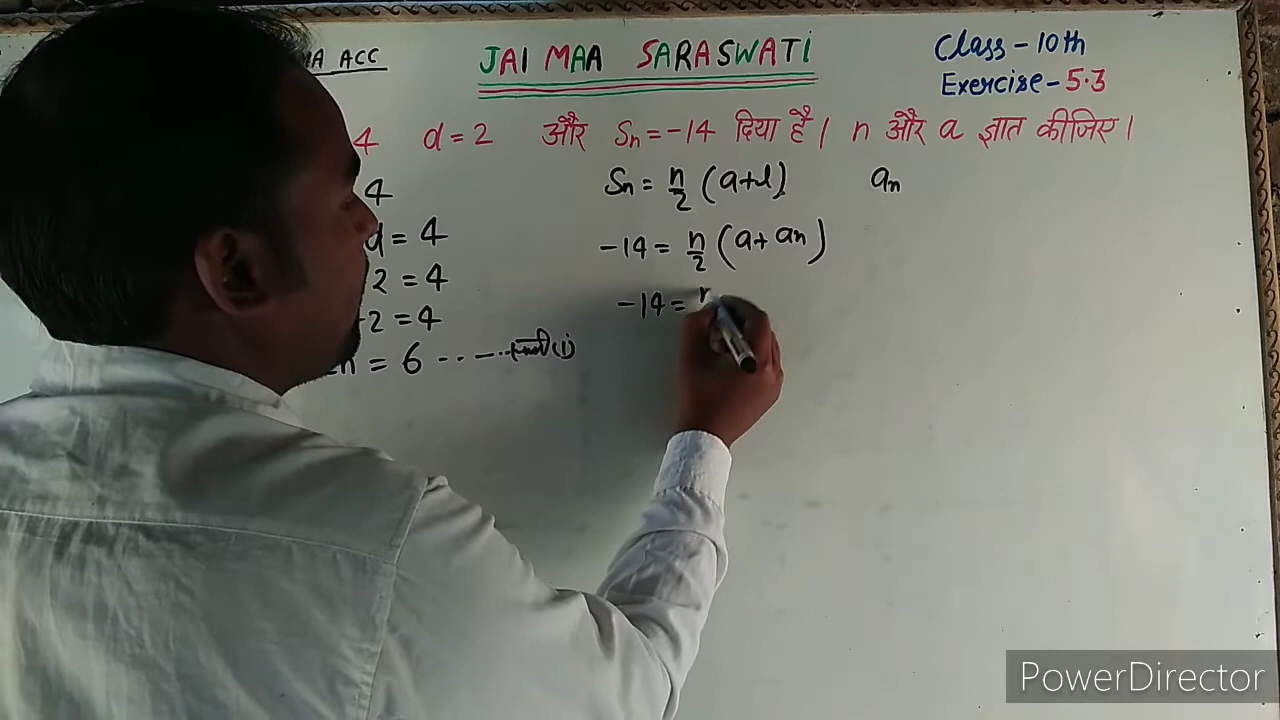 ACC
JAI MAA SARASWATI
Class-10th
Exercise-5.3
4 d=2 और Sn=-14 दिया है। n और a ज्ञात कीजिए।
4
d = 4
2 = 4
-2 = 4
2n = 6 ------ (i)
Sn = n/2 (a+l) an
-14 = n/2 (a+an)
-14 =
PowerDirector